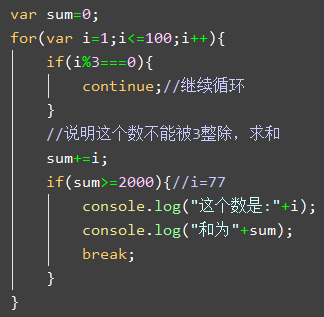 var sum=0;
for(var i=1;i<=100;i++){
if(i%3===0){
continue;//继续循环
}
//说明这个数不能被3整除，求和
sum+=i;
if(sum>=2000){//i=77
console.log("这个数是:"+i);
console.log("和为"+sum);
break;
}
}